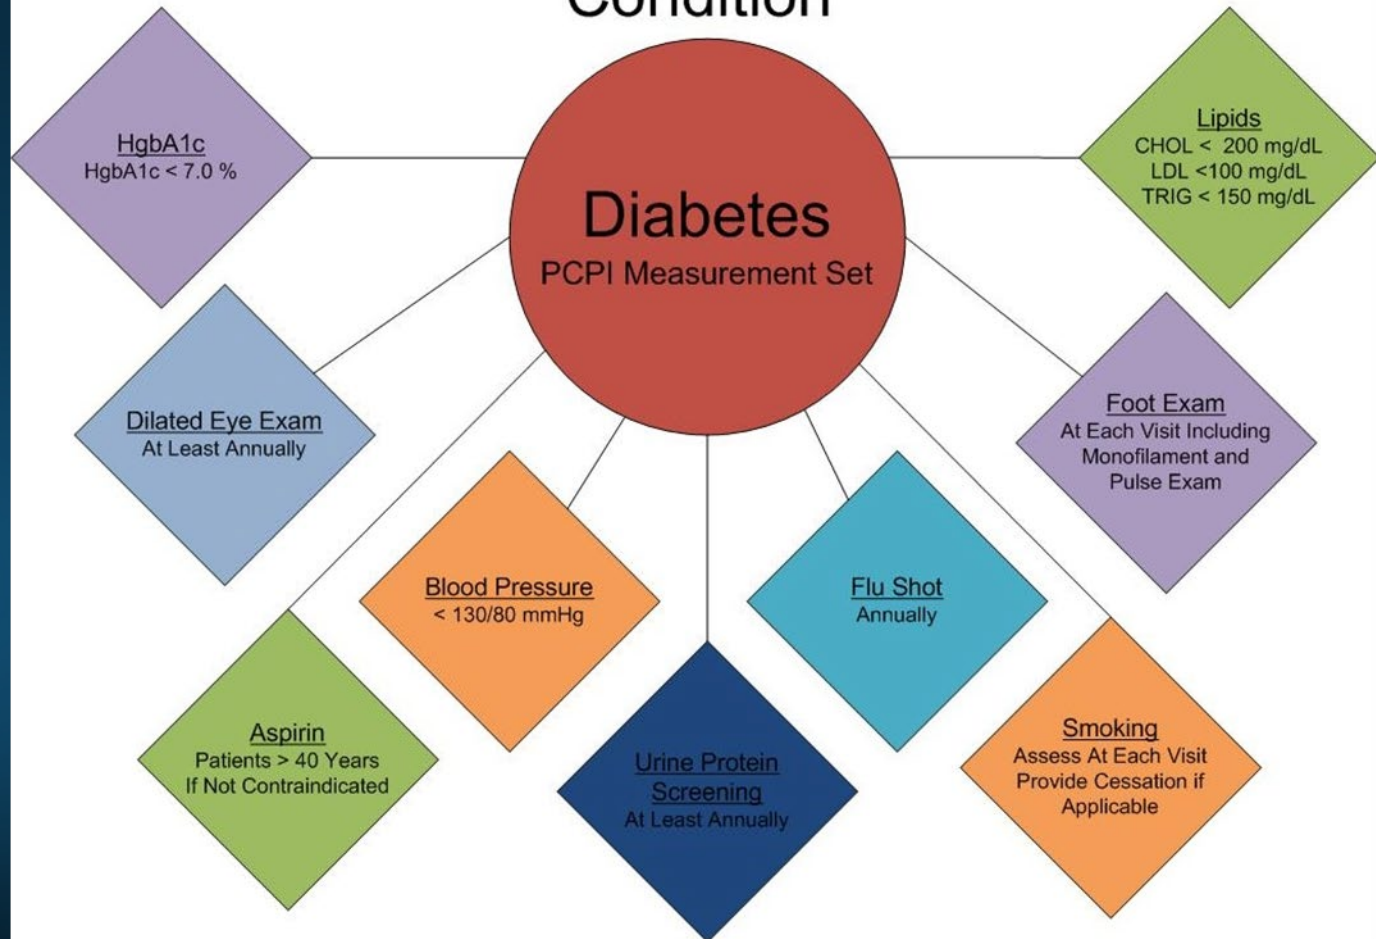 Condition
Diabetes
PCPI Measurement Set
HgbA1c
HgbA1c < 7.0 %
Lipids
CHOL < 200 mg/dL
LDL <100 mg/dL
TRIG < 150 mg/dL
Dilated Eye Exam
At Least Annually
Foot Exam
At Each Visit Including
Monofilament and
Pulse Exam
Blood Pressure
< 130/80 mmHg
Flu Shot
Annually
Aspirin
Patients > 40 Years
If Not Contraindicated
Urine Protein
Screening
At Least Annually
Smoking
Assess At Each Visit
Provide Cessation if
Applicable